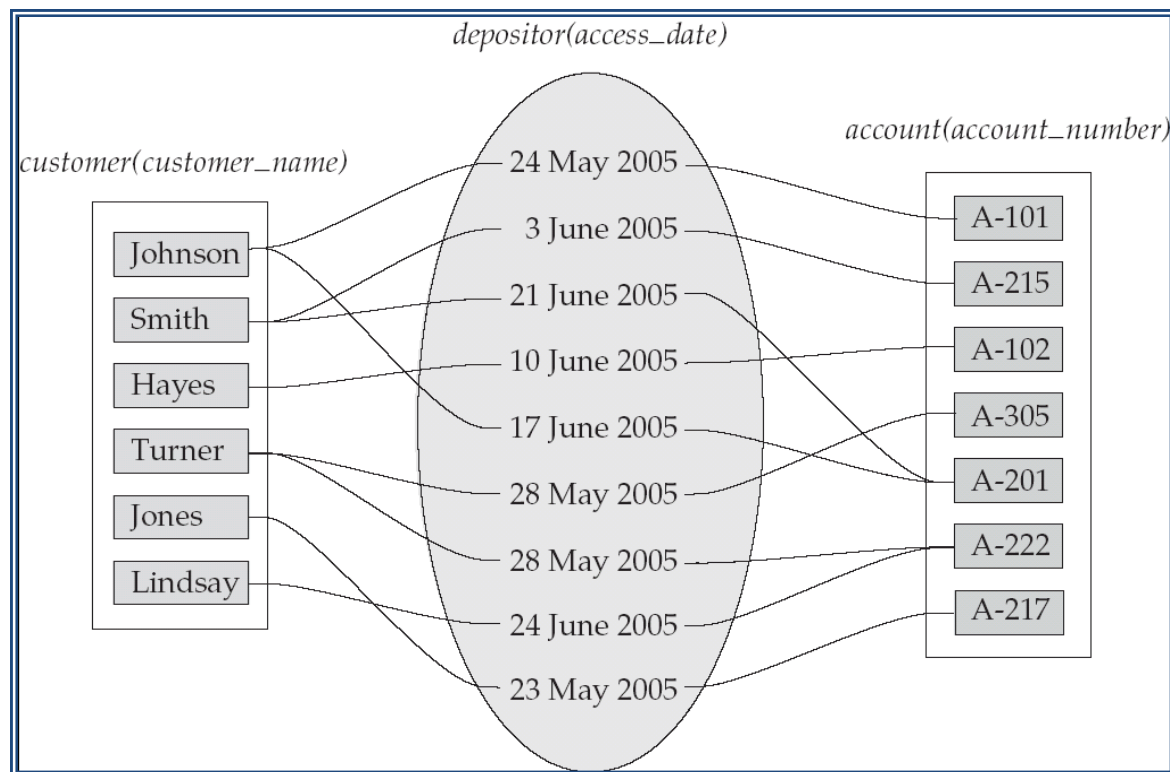 depositor(access_date)
customer(customer_name)
account(account_number)
Johnson
Smith
Hayes
Turner
Jones
Lindsay
24 May 2005
3 June 2005
21 June 2005
10 June 2005
17 June 2005
28 May 2005
28 May 2005
24 June 2005
23 May 2005
A-101
A-215
A-102
A-305
A-201
A-222
A-217